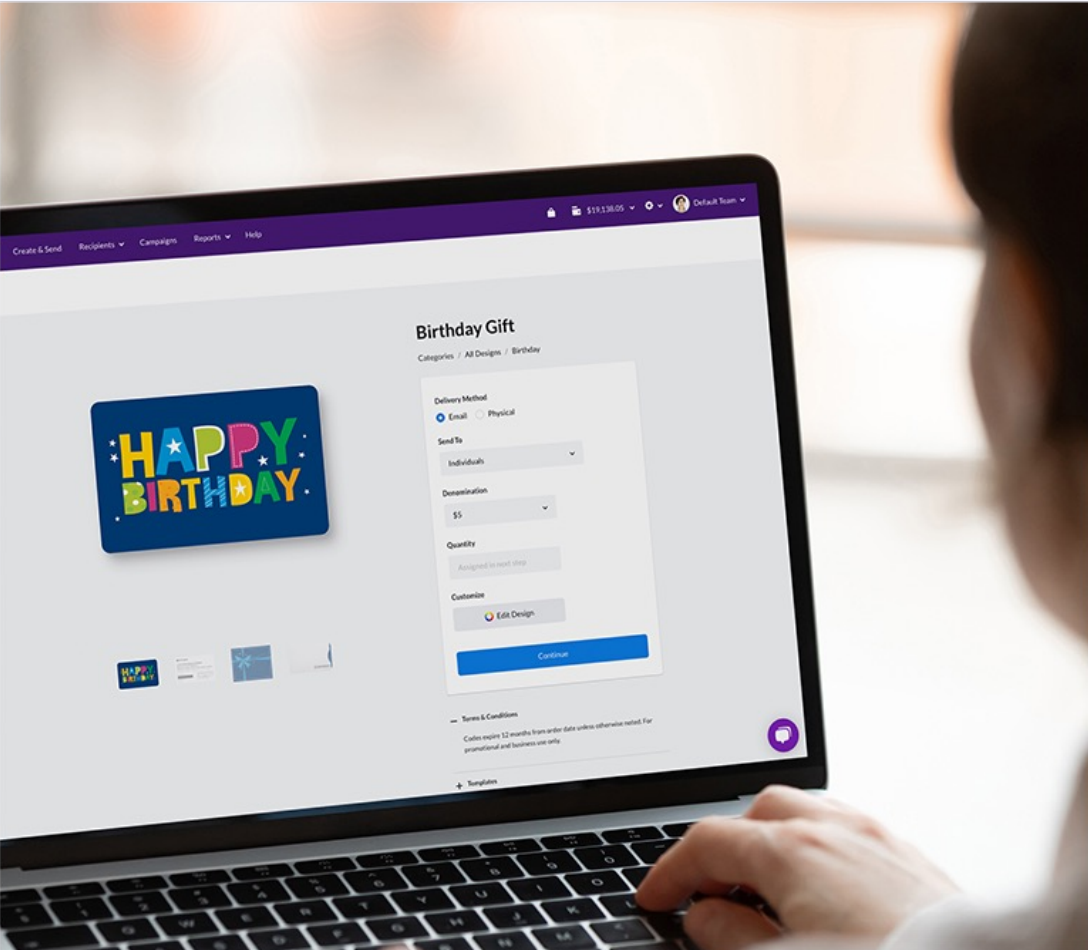 Create & Send
Recipients
Campaigns
Reports
Help
$19,138.05
Default Team
Birthday Gift
Categories / All Designs / Birthday
HAPPY
BIRTHDAY
Delivery Method
Email
Physical
Send To
Individuals
Denomination
$5
Quantity
Assigned in next step
Customize
Edit Design
Continue
HAPPY
BIRTHDAY
— Terms & Conditions
Codes expire 12 months from order date unless otherwise noted. For
promotional and business use only.
+ Templates